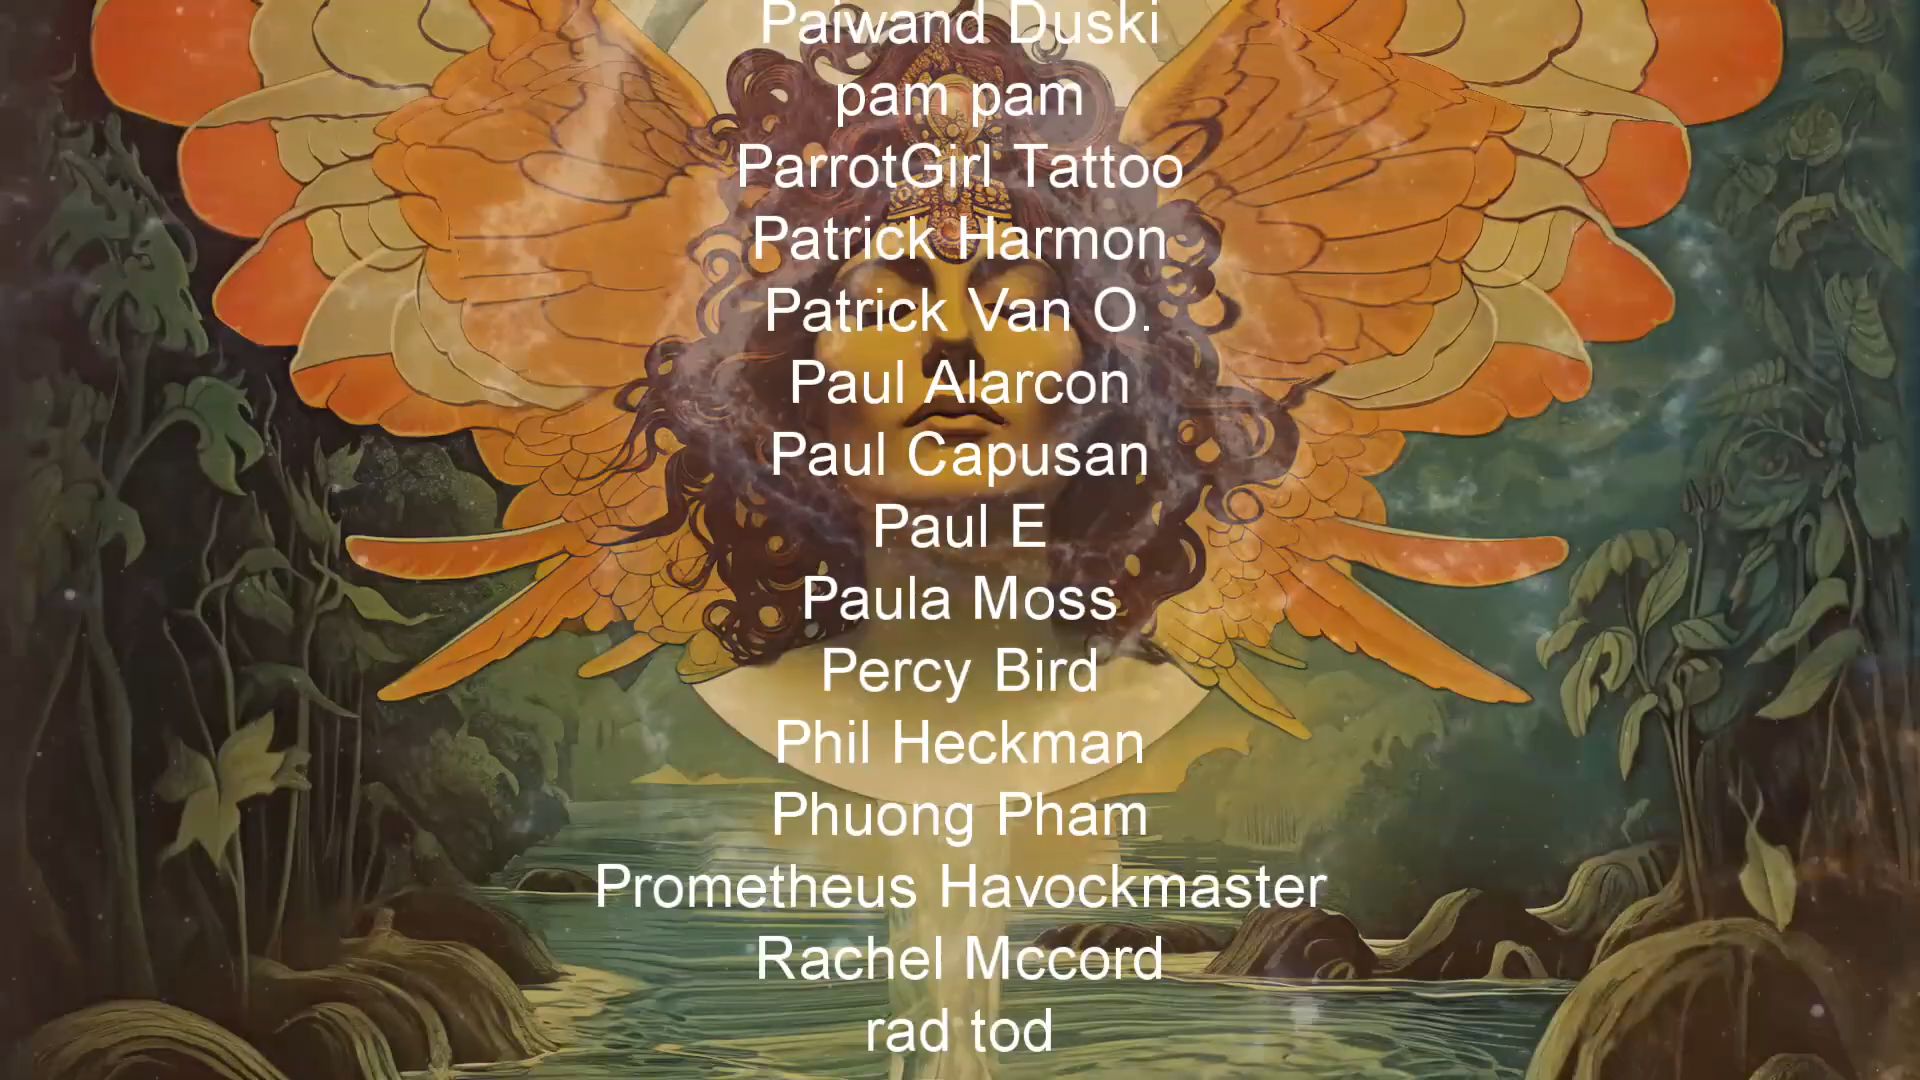 Paiwand Duski
pam pam
ParrotGirl Tattoo
Patrick Harmon
Patrick Van O.
Paul Alarcon
Paul Capusan
Paul E
Paula Moss
Percy Bird
Phil Heckman
Phuong Pham
Prometheus Havockmaster
Rachel Mccord
rad tod